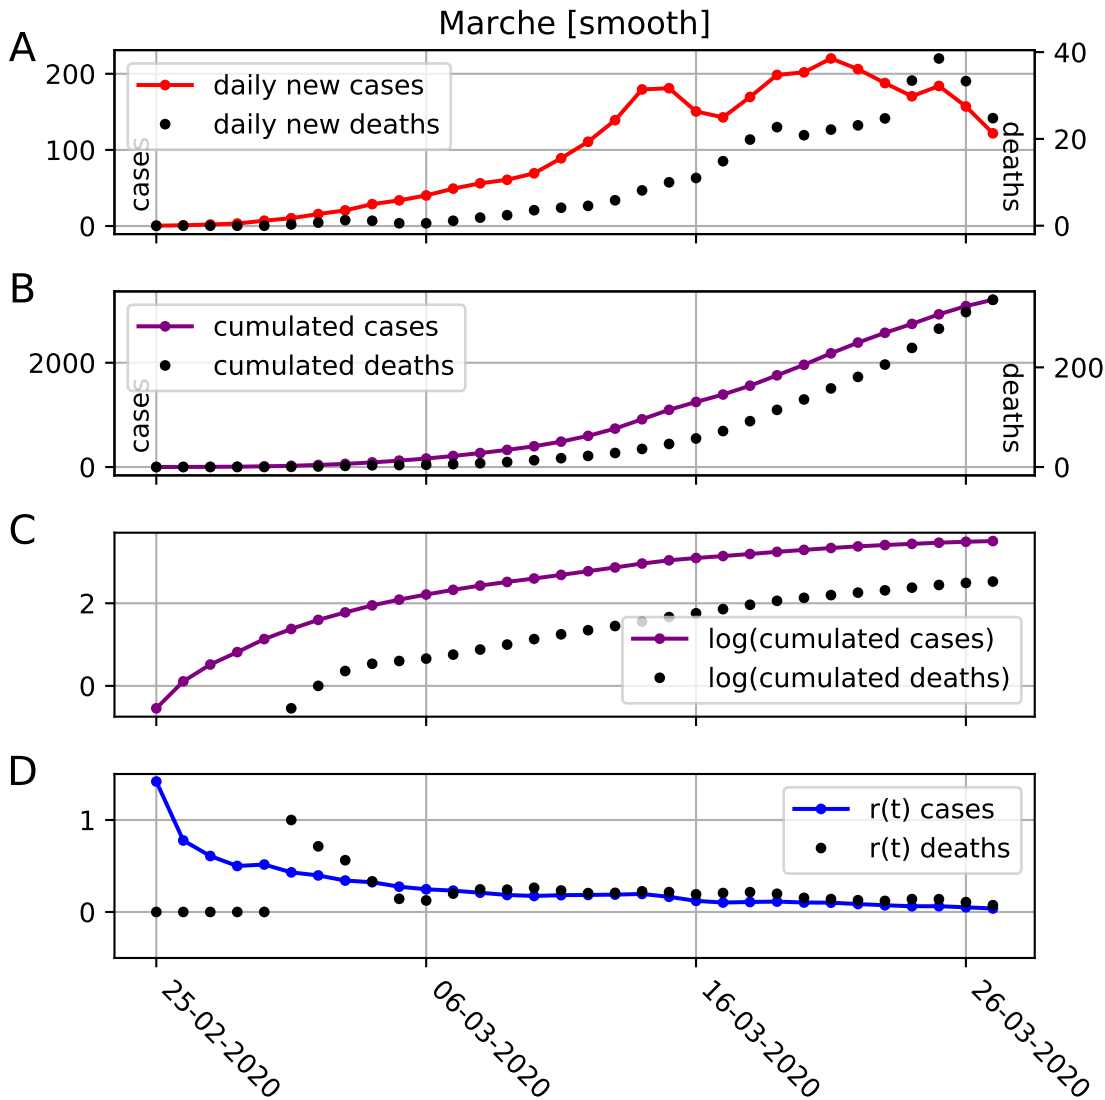 Marche [smooth]
A
200
100
0
cases
daily new cases
daily new deaths
40
20
0
deaths
B
2000
0
cases
cumulated cases
cumulated deaths
200
0
deaths
C
2
0
log(cumulated cases)
log(cumulated deaths)
D
1
0
r(t) cases
r(t) deaths
25-02-2020
06-03-2020
16-03-2020
26-03-2020